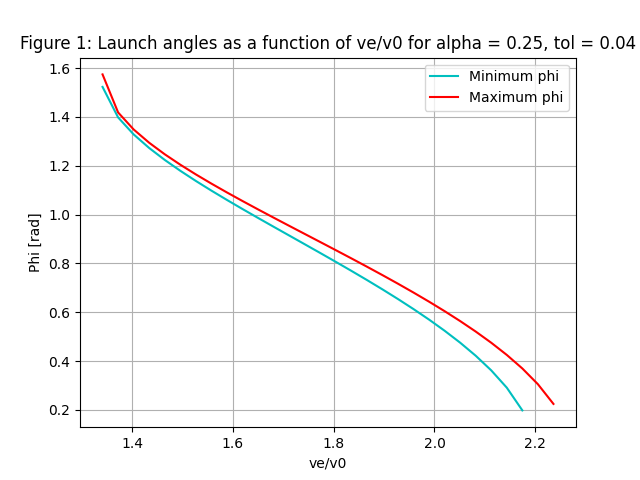 Figure 1: Launch angles as a function of ve/v0 for alpha = 0.25, tol = 0.04
Minimum phi
Maximum phi
1.6
1.4
1.2
1.0
0.8
0.6
0.4
0.2
Phi [rad]
1.4 1.6 1.8 2.0 2.2
ve/v0